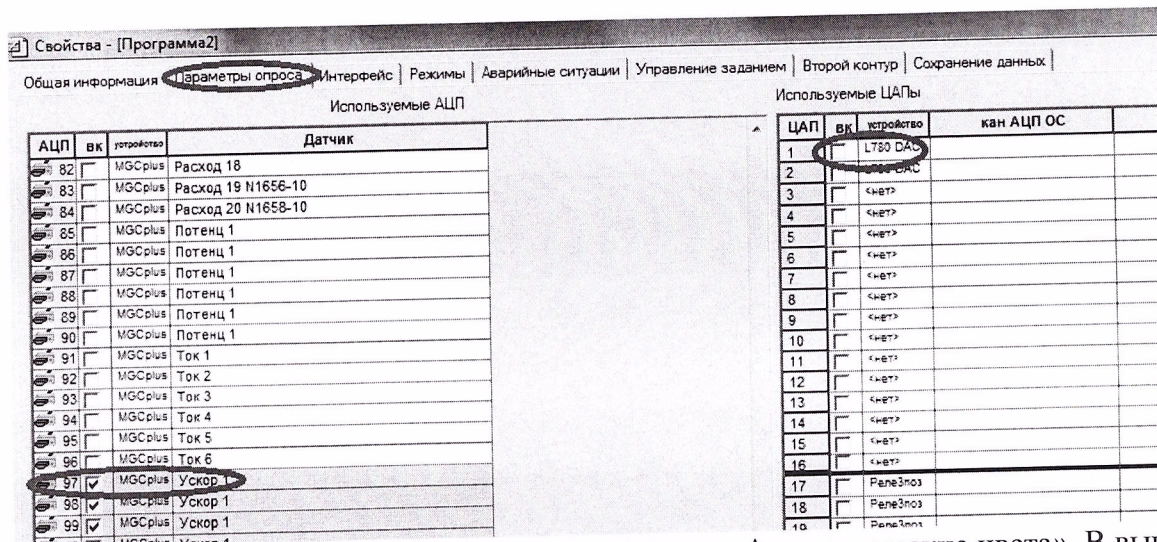 Свойства - [Программа2]
Общая информация Параметры опроса Интерфейс Режимы Аварийные ситуации Управление заданием Второй контур Сохранение данных
Используемые АЦП
АЦП вк устройство Датчик
82 MGCplus Расход 18
83 MGCplus Расход 19 N1656-10
84 MGCplus Расход 20 N1658-10
85 MGCplus Потенц 1
86 MGCplus Потенц 1
87 MGCplus Потенц 1
88 MGCplus Потенц 1
89 MGCplus Потенц 1
90 MGCplus Потенц 1
91 MGCplus Ток 1
92 MGCplus Ток 2
93 MGCplus Ток 3
94 MGCplus Ток 4
95 MGCplus Ток 5
96 MGCplus Ток 6
97 MGCplus Ускор 1
98 MGCplus Ускор 1
99 MGCplus Ускор 1
Используемые ЦАПы
ЦАП вк устройство кан АЦП ОС
1 L780 DAC
2 DAC
3 <нет>
4 <нет>
5 <нет>
6 <нет>
7 <нет>
8 <нет>
9 <нет>
10 <нет>
11 <нет>
12 <нет>
13 <нет>
14 <нет>
15 <нет>
16 <нет>
17 Реле3поз
18 Реле3поз
19 Реле3поз
цвета». В